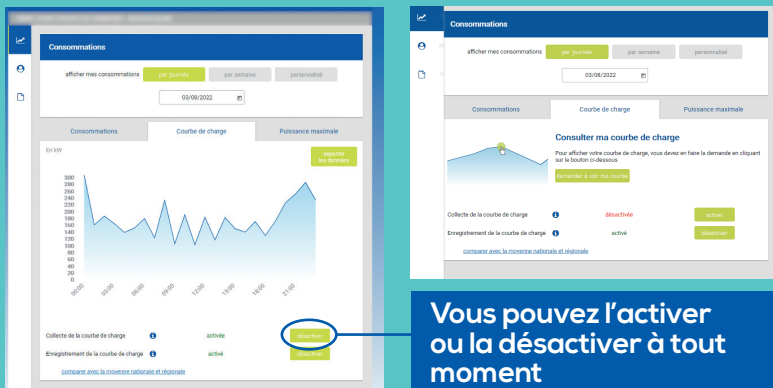 Consommations
afficher mes consommations par journée par semaine personnalisé
03/08/2022
Consommations Courbe de charge Puissance maximale
En kW
exporter
les données
300
280
260
240
220
200
180
160
140
120
100
80
60
40
20
0
00:00 03:00 06:00 09:00 12:00 15:00 18:00 21:00
Collecte de la courbe de charge activée désactiver
Enregistrement de la courbe de charge activé désactiver
comparer avec la moyenne nationale et régionale
Consommations
afficher mes consommations par journée par semaine personnalisé
03/08/2022
Consommations Courbe de charge Puissance maximale
Consulter ma courbe de charge
Pour afficher votre courbe de charge, vous devez en faire la demande en cliquant
sur le bouton ci-dessous
demander à voir ma courbe
Collecte de la courbe de charge désactivée activer
Enregistrement de la courbe de charge activé désactiver
comparer avec la moyenne nationale et régionale
Vous pouvez l'activer
ou la désactiver à tout
moment